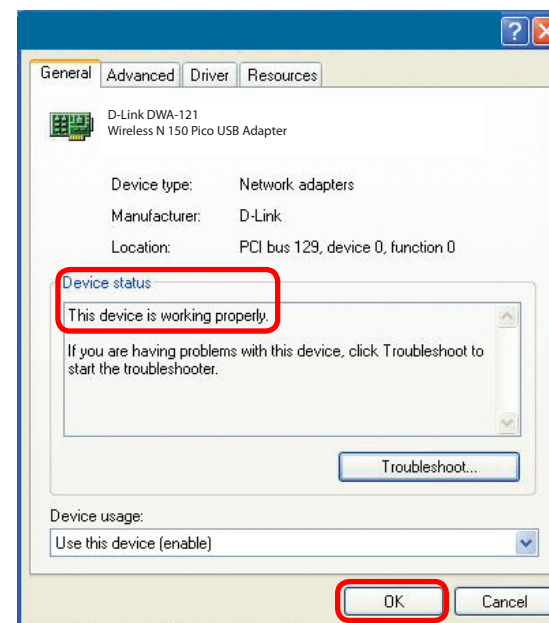 ?
General Advanced Driver Resources
D-Link DWA-121
Wireless N 150 Pico USB Adapter
Device type: Network adapters
Manufacturer: D-Link
Location: PCI bus 129, device 0, function 0
Device status
This device is working properly.
If you are having problems with this device, click Troubleshoot to
start the troubleshooter.
Troubleshoot...
Device usage:
Use this device (enable)
OK Cancel